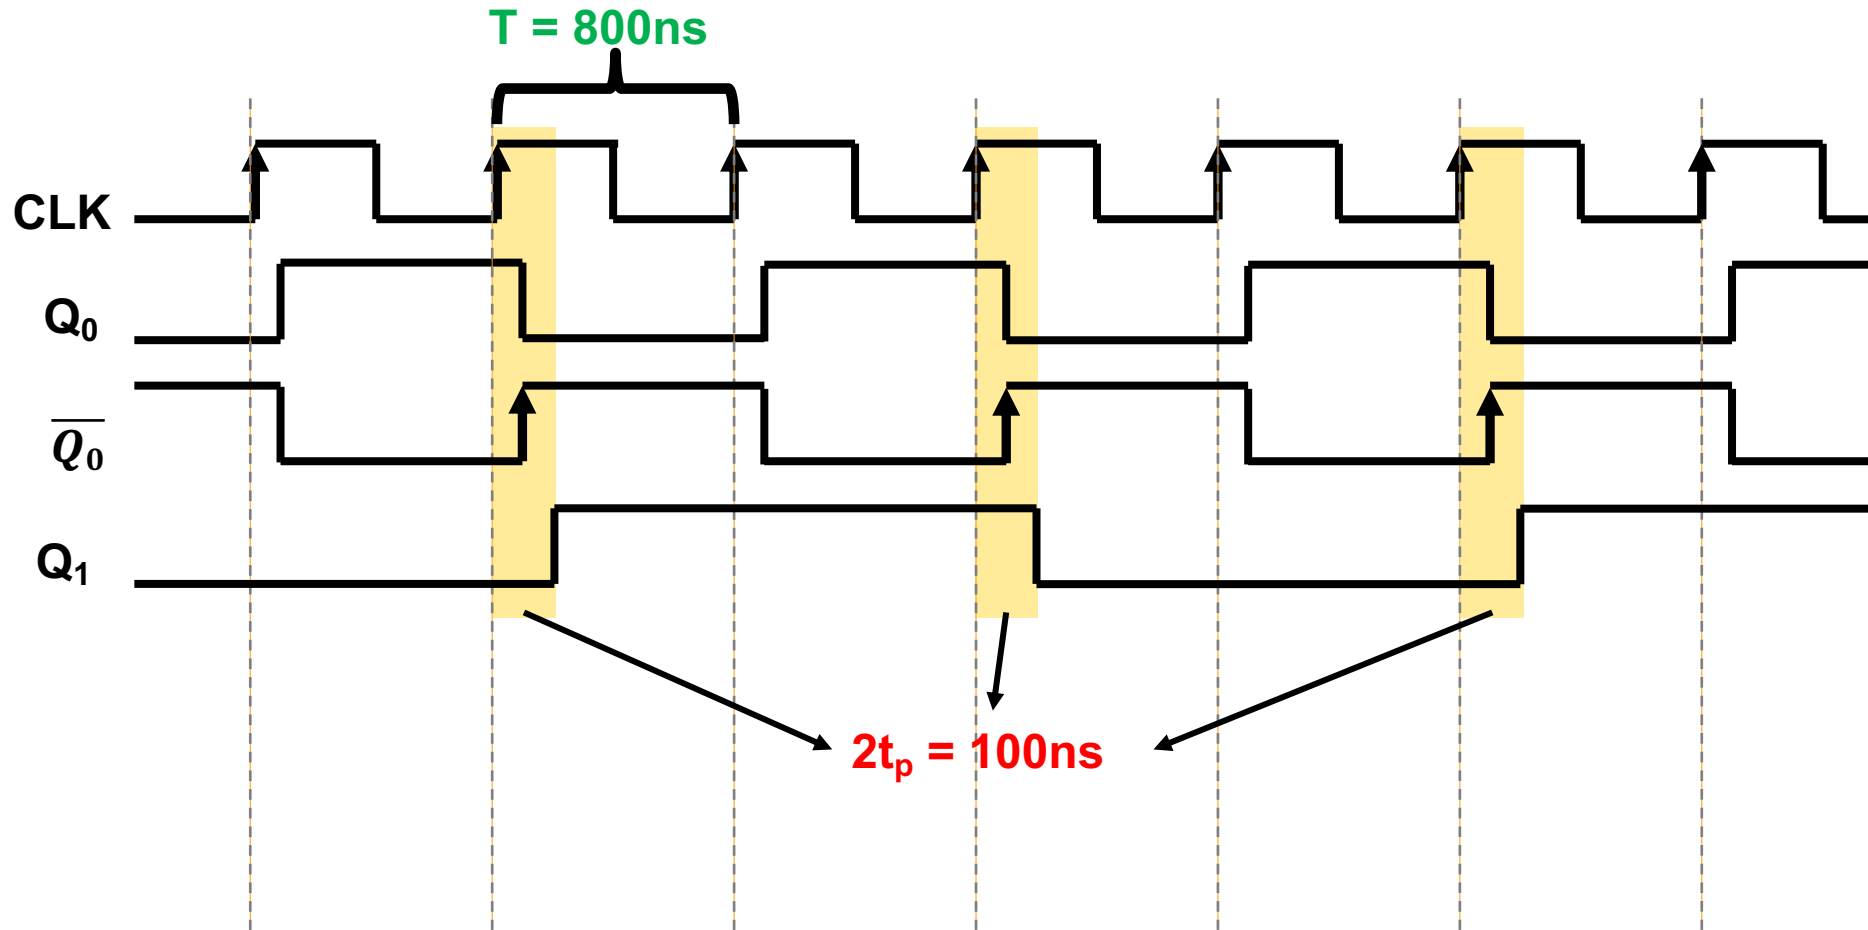 T = 800ns
CLK
Q₀
Q̅₀
Q₁
2tₚ = 100ns